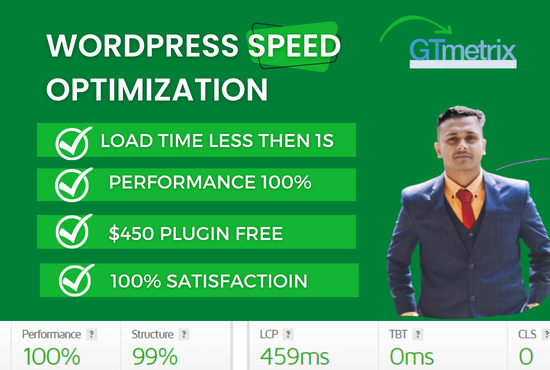 WORDPRESS SPEED
OPTIMIZATION
GTmetrix
LOAD TIME LESS THEN 1S
PERFORMANCE 100%
$450 PLUGIN FREE
100% SATISFACTIOIN
Performance ? Structure ? LCP ? TBT ? CLS ?
100% 99% 459ms 0ms 0